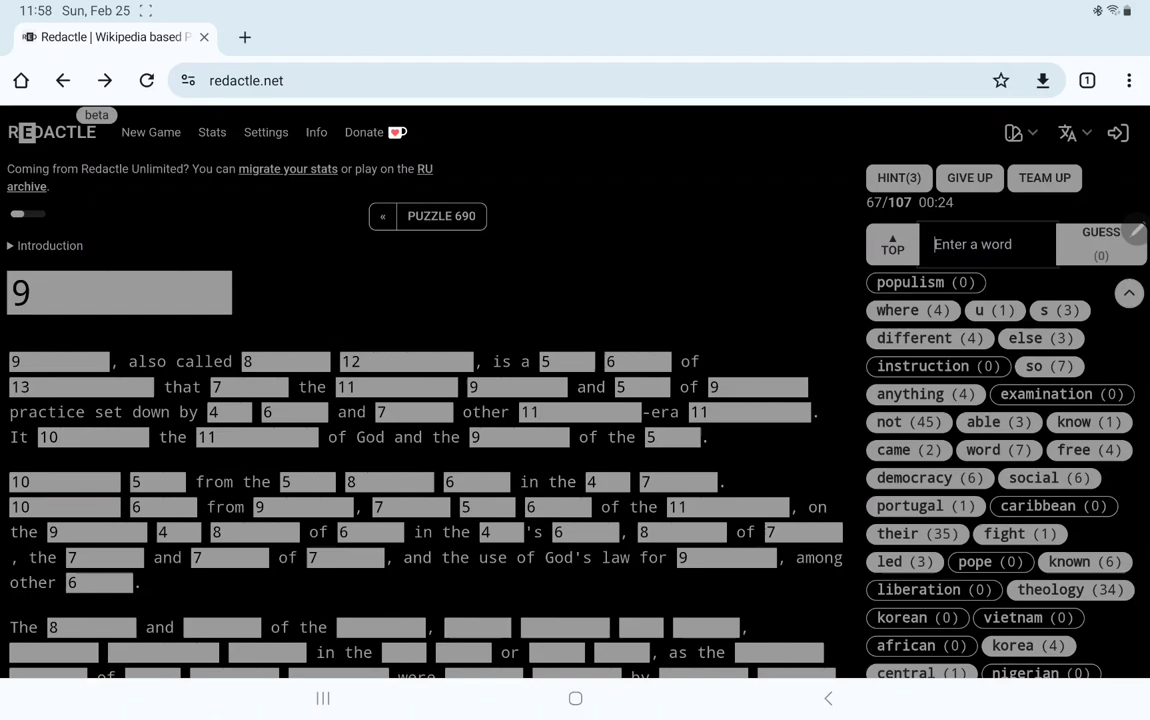 11:58 Sun, Feb 25
Redactle | Wikipedia based P
redactle.net
1
beta
REDACTLE New Game Stats Settings Info Donate
Coming from Redactle Unlimited? You can migrate your stats or play on the RU
archive.
« PUZZLE 690
Introduction
9
9, also called 8 12, is a 5 6 of
13 that 7 the 11 9 and 5 of 9
practice set down by 4 6 and 7 other 11-era 11.
It 10 the 11 of God and the 9 of the 5.
10 5 from the 5 8 6 in the 4 7.
10 6 from 9, 7 5 6 of the 11, on
the 9 4 8 of 6 in the 4's 6, 8 of 7
, the 7 and 7 of 7, and the use of God's law for 9, among
other 6.
The 8 and of the ,
in the or , as the
of were by
HINT(3) GIVE UP TEAM UP
67/107 00:24
▲
TOP Enter a word GUESS
(0)
populism (0)
where (4) u (1) s (3)
different (4) else (3)
instruction (0) so (7)
anything (4) examination (0)
not (45) able (3) know (1)
came (2) word (7) free (4)
democracy (6) social (6)
portugal (1) caribbean (0)
their (35) fight (1)
led (3) pope (0) known (6)
liberation (0) theology (34)
korean (0) vietnam (0)
african (0) korea (4)
central (1) nigerian (0)